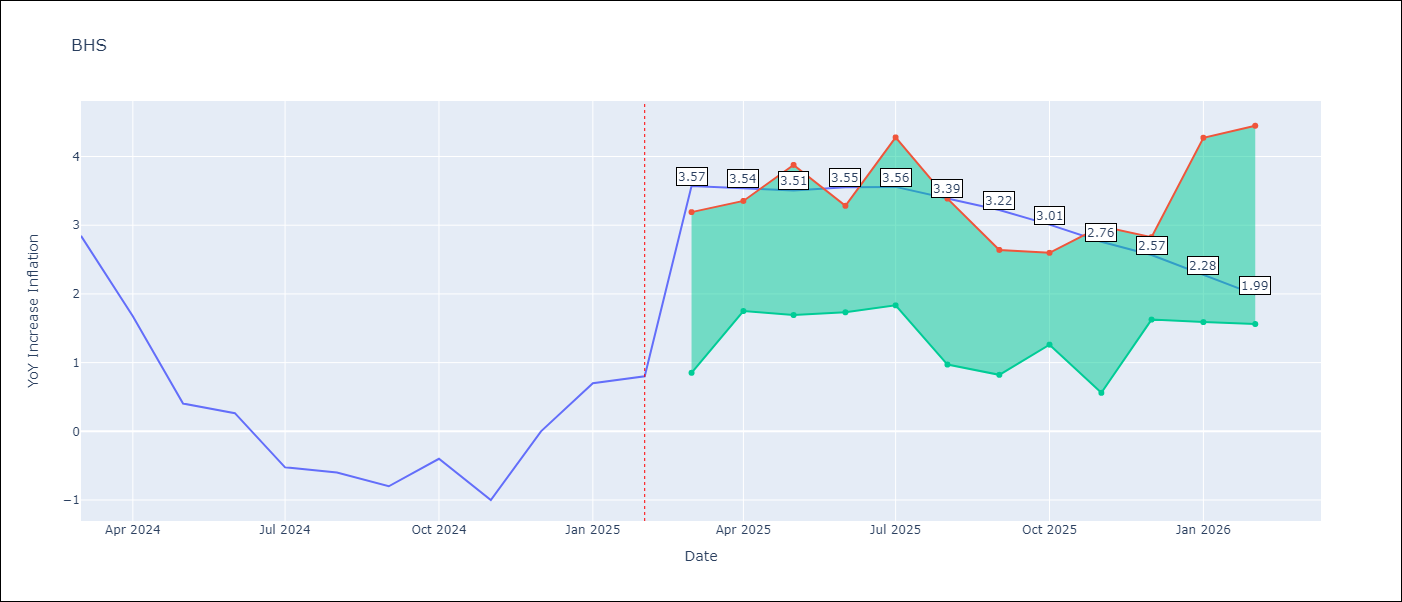 BHS
YoY Increase Inflation
4
3
2
1
0
−1
3.57
3.54
3.51
3.55
3.56
3.39
3.22
3.01
2.76
2.57
2.28
1.99
Apr 2024
Jul 2024
Oct 2024
Jan 2025
Apr 2025
Jul 2025
Oct 2025
Jan 2026
Date